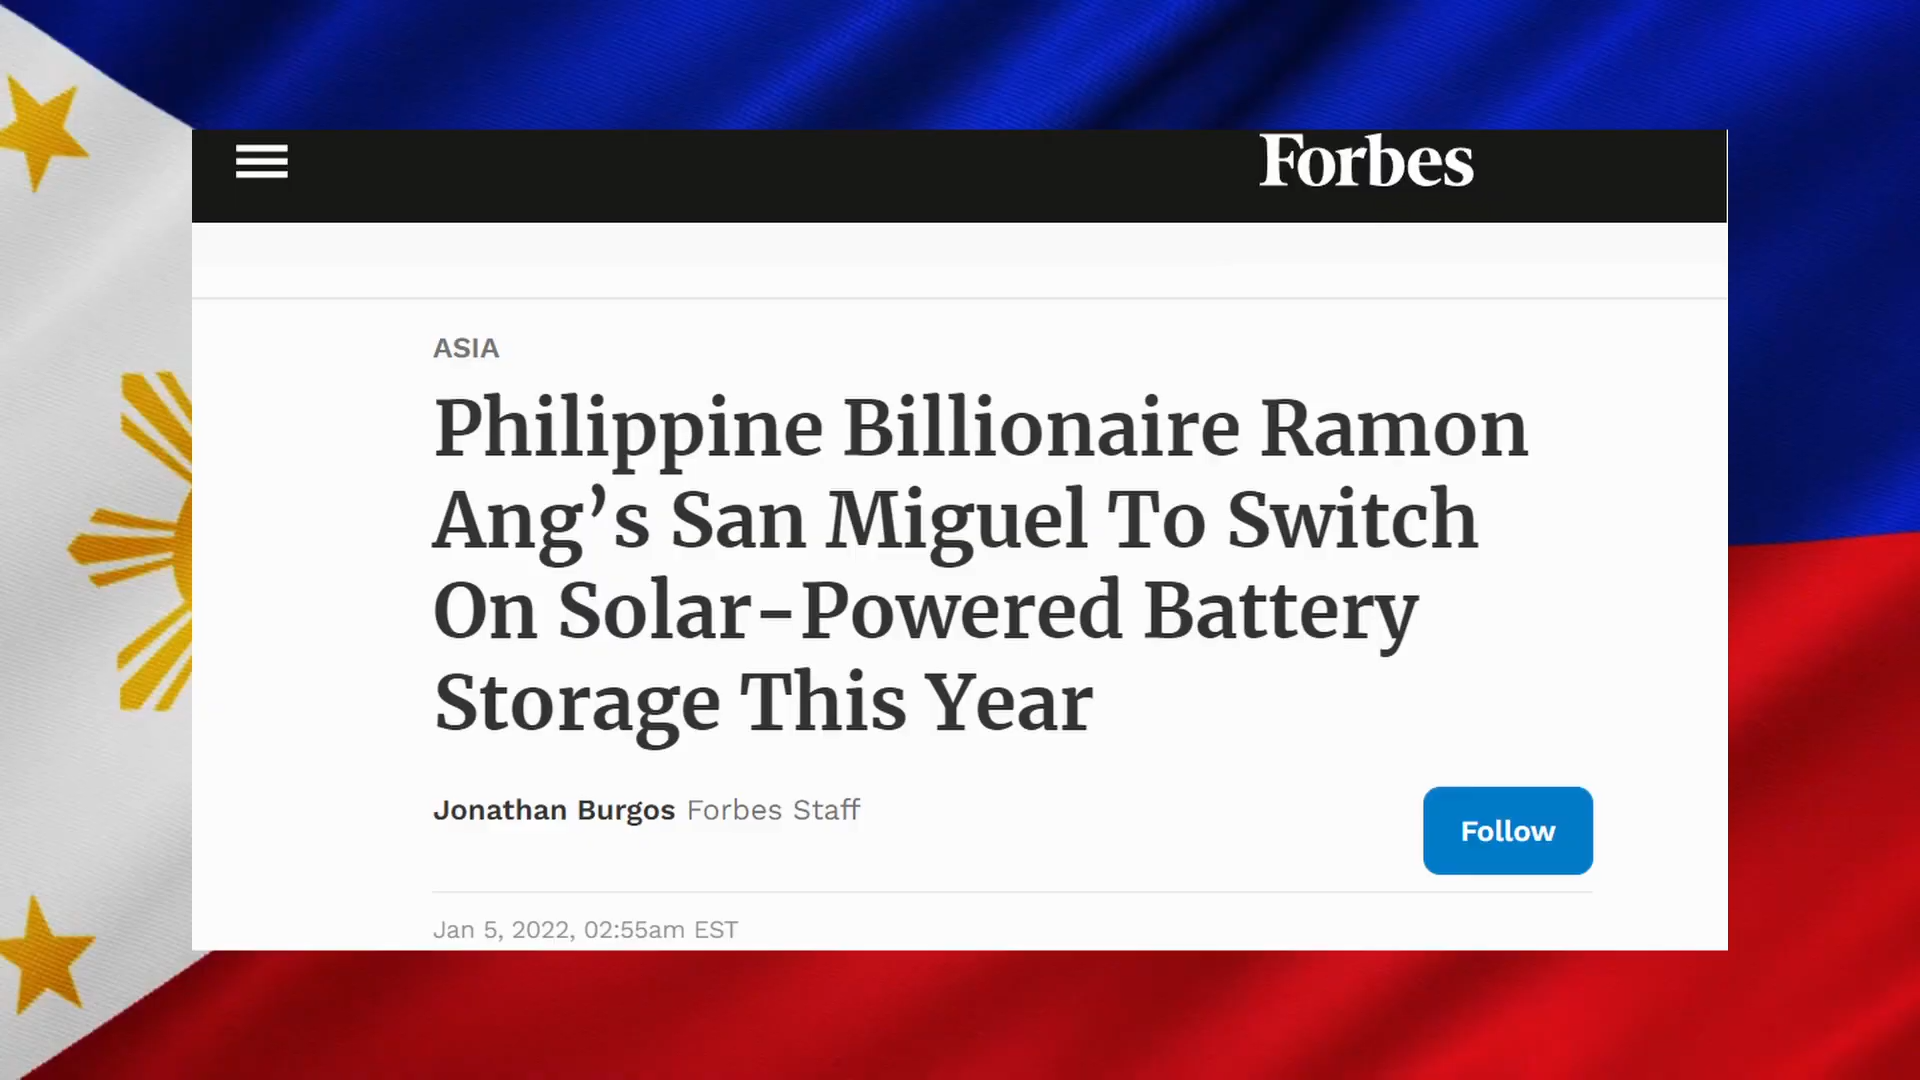 Forbes
ASIA
Philippine Billionaire Ramon
Ang’s San Miguel To Switch
On Solar-Powered Battery
Storage This Year
Jonathan Burgos Forbes Staff
Follow
Jan 5, 2022, 02:55am EST